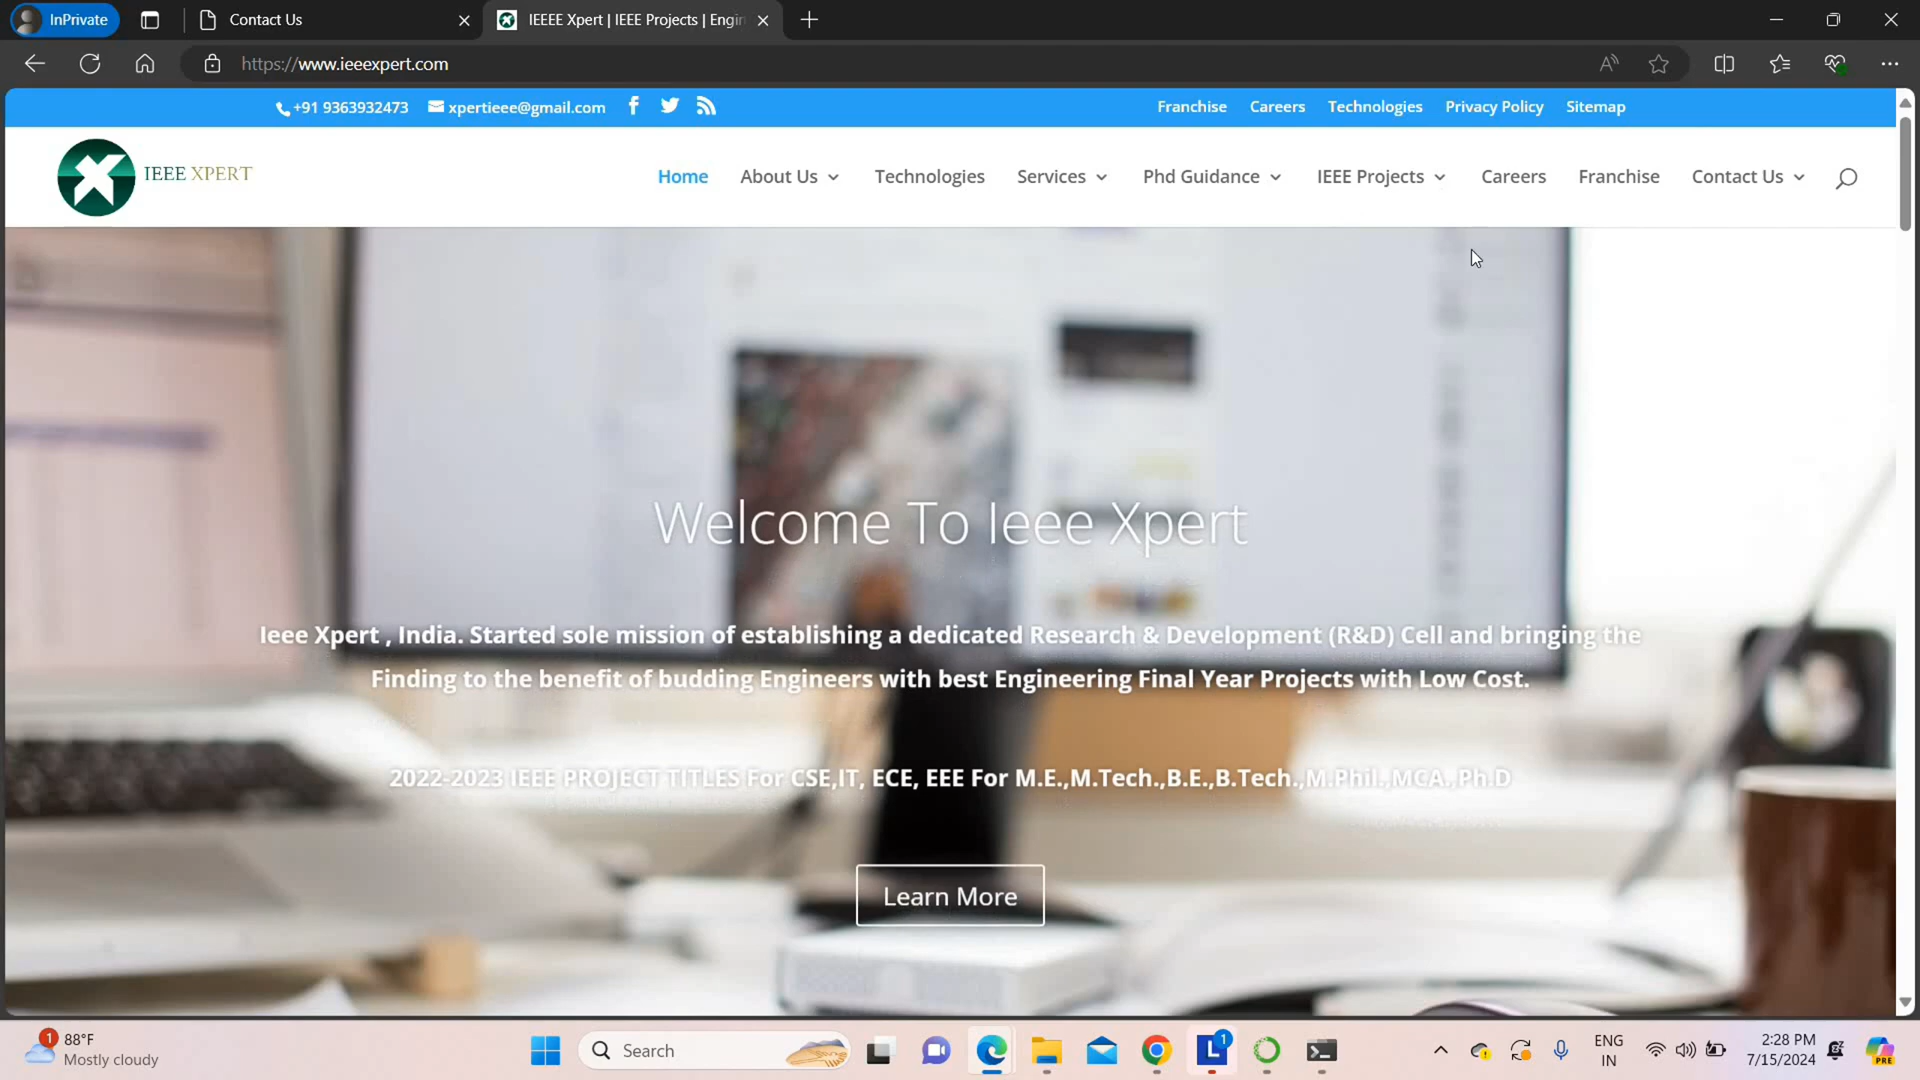 InPrivate
Contact Us
IEEEE Xpert | IEEE Projects | Engin
https://www.ieeexpert.com
+91 9363932473 xpertieee@gmail.com
Franchise Careers Technologies Privacy Policy Sitemap
IEEE XPERT
Home About Us Technologies Services Phd Guidance IEEE Projects Careers Franchise Contact Us
Welcome To Ieee Xpert
Ieee Xpert , India. Started sole mission of establishing a dedicated Research & Development (R&D) Cell and bringing the
Finding to the benefit of budding Engineers with best Engineering Final Year Projects with Low Cost.
2022-2023 IEEE PROJECT TITLES For CSE,IT, ECE, EEE For M.E.,M.Tech.,B.E.,B.Tech.,M.Phil.,MCA.,Ph.D
Learn More
1
88°F
Mostly cloudy
Search
L 1
PRE
ENG
IN
2:28 PM
7/15/2024